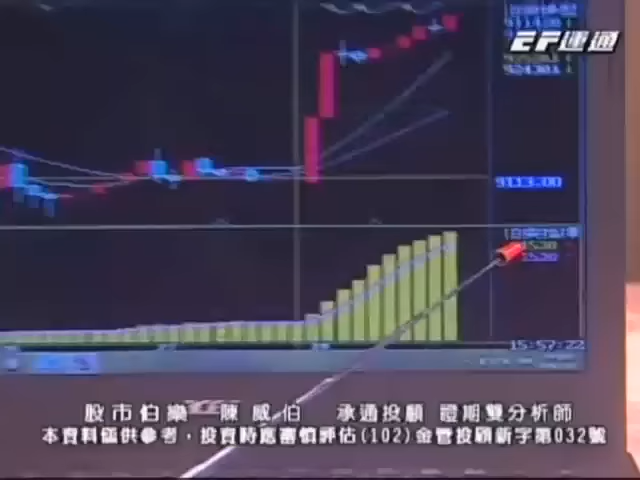 EF運通
9113.00
15:57:22
股市伯樂 陳威伯 承通投顧 證期雙分析師
本資料僅供參考，投資時應審慎評估(102)金管投顧新字第032號